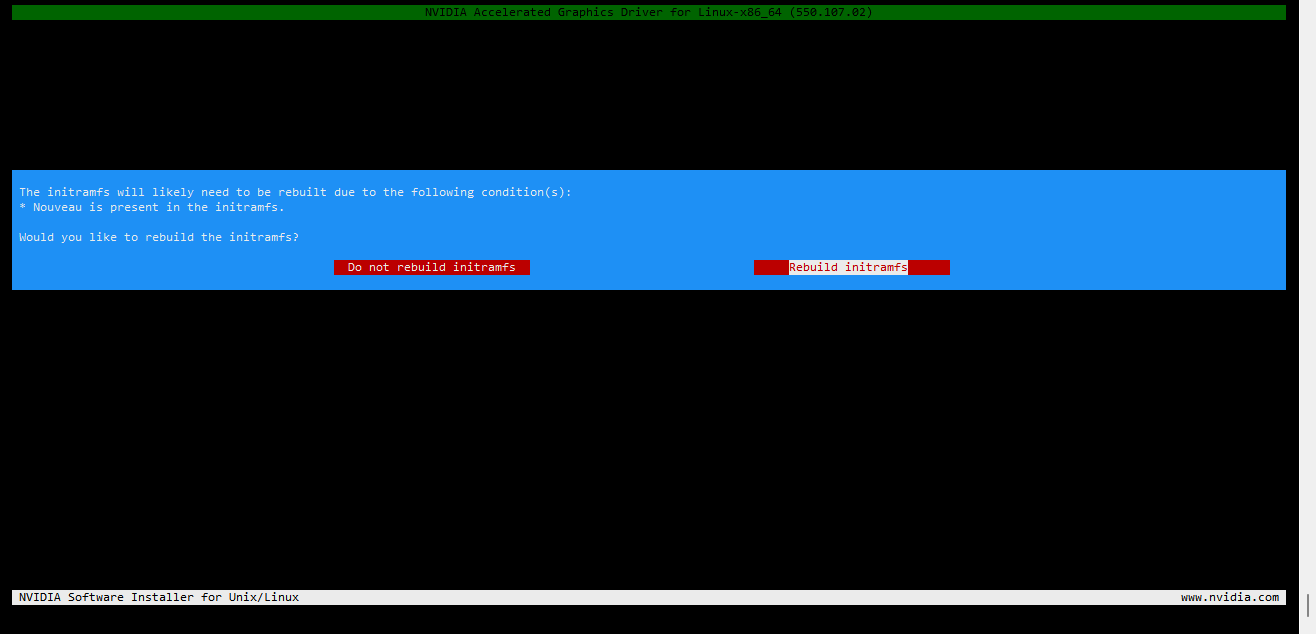 NVIDIA Accelerated Graphics Driver for Linux-x86_64 (550.107.02)
The initramfs will likely need to be rebuilt due to the following condition(s):
* Nouveau is present in the initramfs.
Would you like to rebuild the initramfs?
Do not rebuild initramfs Rebuild initramfs
NVIDIA Software Installer for Unix/Linux www.nvidia.com